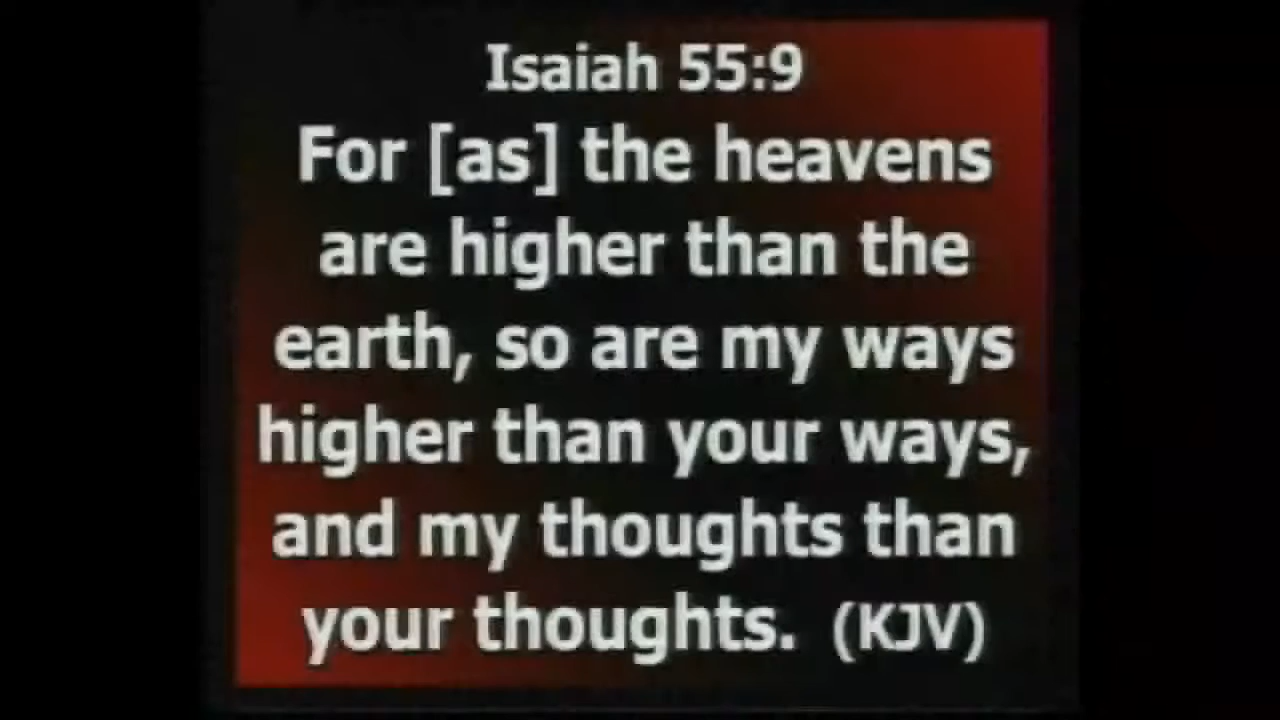 Isaiah 55:9
For [as] the heavens
are higher than the
earth, so are my ways
higher than your ways,
and my thoughts than
your thoughts. (KJV)